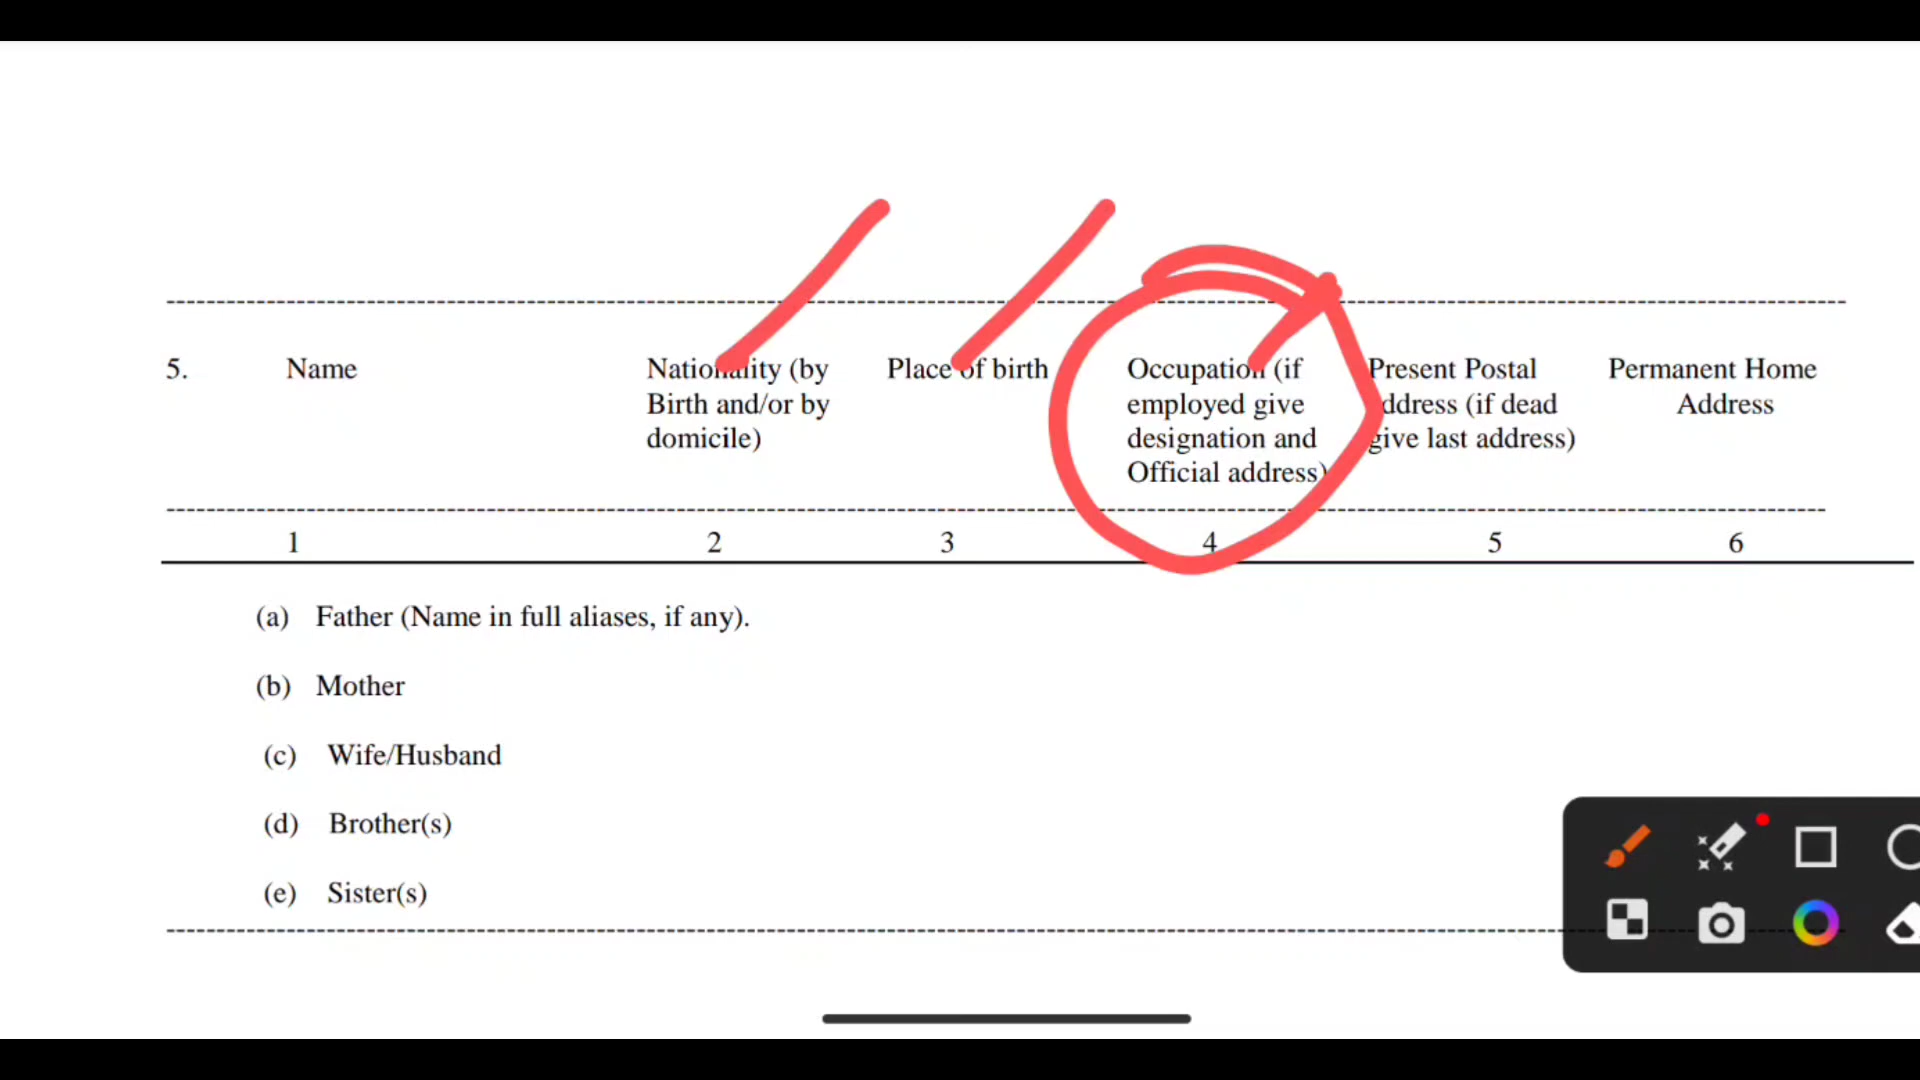 5. Name Nationality (by Place of birth Occupation (if Present Postal Permanent Home
Birth and/or by employed give Address (if dead Address
domicile) designation and give last address)
Official address)
1 2 3 4 5 6
(a) Father (Name in full aliases, if any).
(b) Mother
(c) Wife/Husband
(d) Brother(s)
(e) Sister(s)